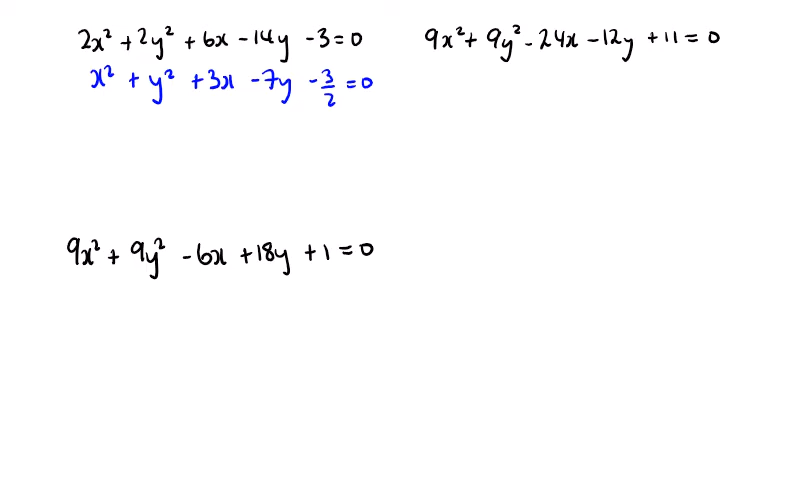 2x² + 2y² + 6x - 14y - 3 = 0
x² + y² + 3x - 7y - 3/2 = 0
9x² + 9y² - 24x - 12y + 11 = 0
9x² + 9y² - 6x + 18y + 1 = 0